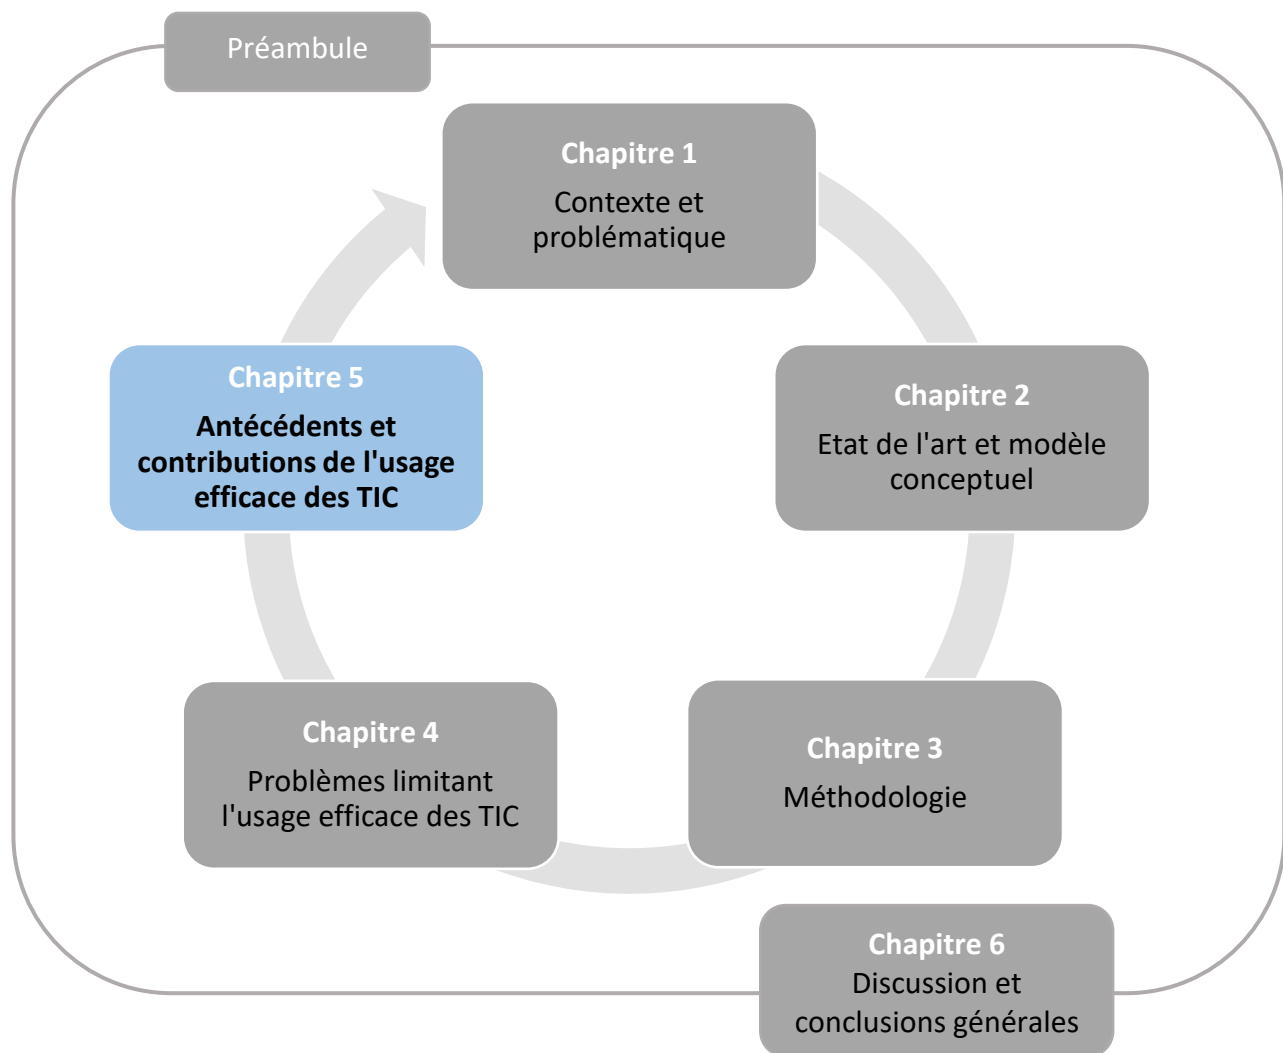 Préambule
Chapitre 1
Contexte et
problématique
Chapitre 2
Etat de l'art et modèle
conceptuel
Chapitre 3
Méthodologie
Chapitre 4
Problèmes limitant
l'usage efficace des TIC
Chapitre 5
Antécédents et
contributions de l'usage
efficace des TIC
Chapitre 6
Discussion et
conclusions générales